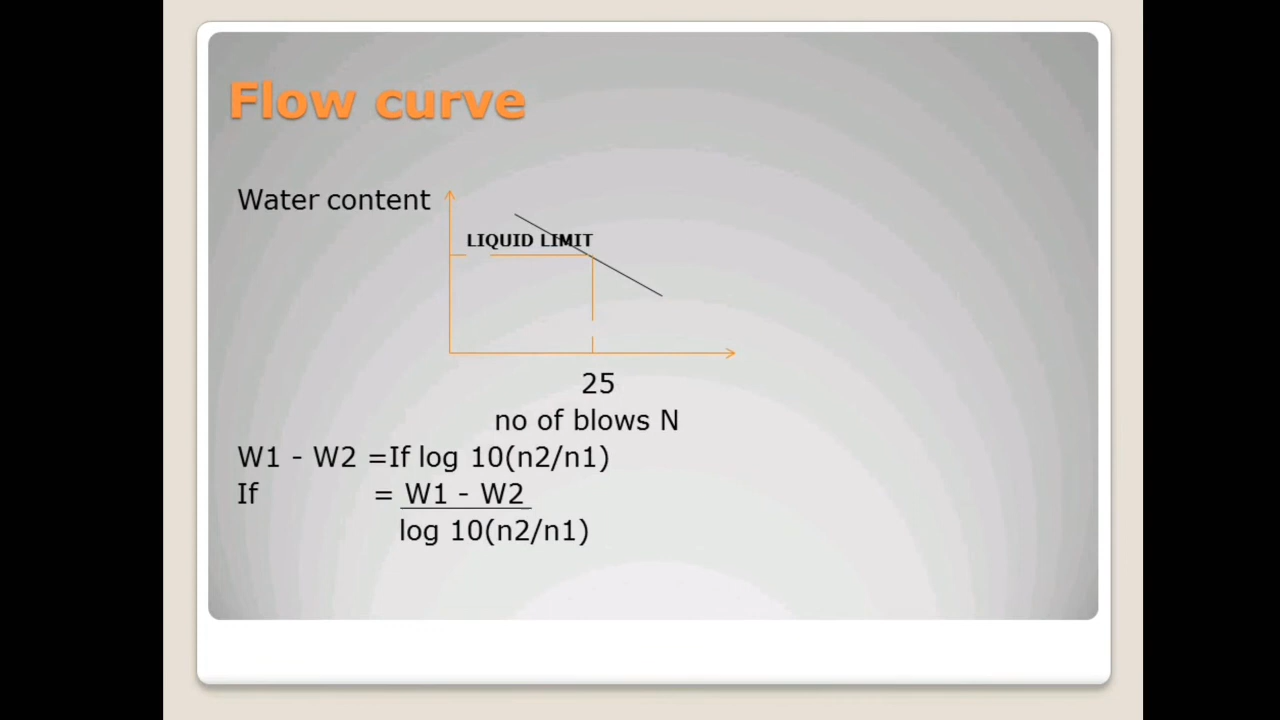 Flow curve
Water content
LIQUID LIMIT
25
no of blows N
W1 - W2 =If log 10(n2/n1)
If = W1 - W2
log 10(n2/n1)